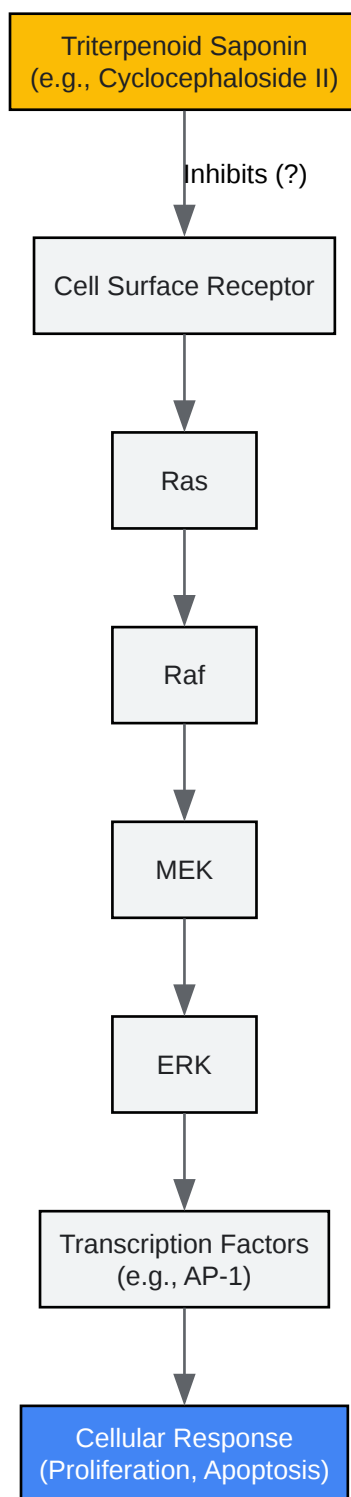 Triterpenoid Saponin
(e.g., Cyclocephaloside II)
Inhibits (?)
Cell Surface Receptor
Ras
Raf
MEK
ERK
Transcription Factors
(e.g., AP-1)
Cellular Response
(Proliferation, Apoptosis)